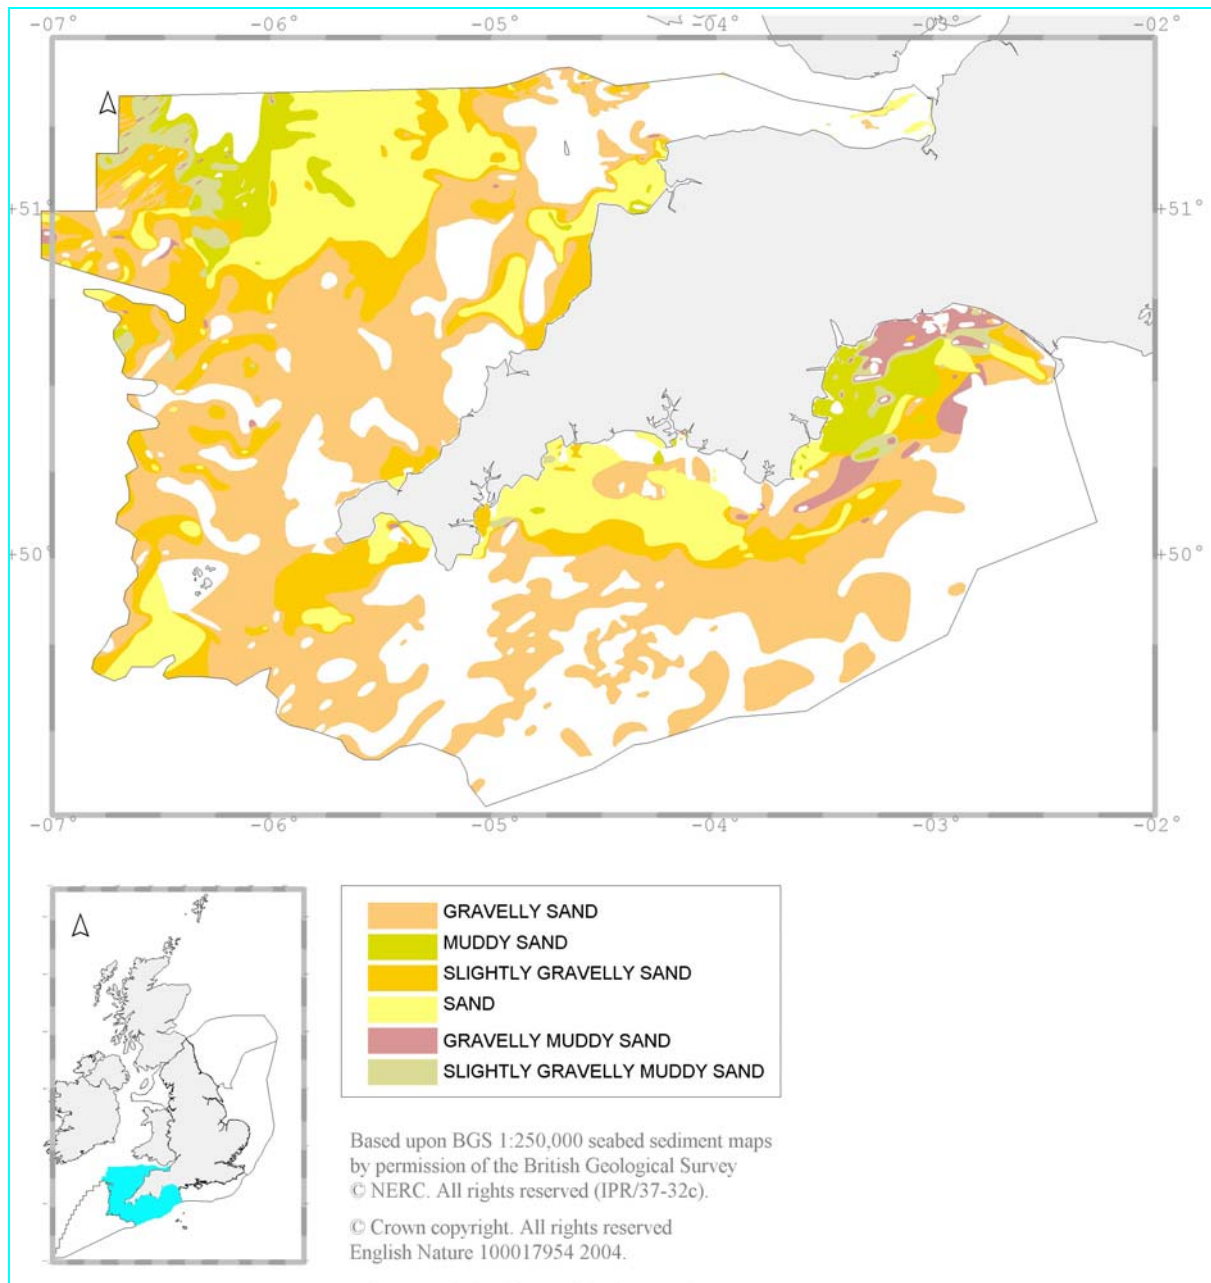 -07° -06° -05° -04° -03° -02°
+51° +51°
+50° +50°
-07° -06° -05° -04° -03° -02°
GRAVELLY SAND
MUDDY SAND
SLIGHTLY GRAVELLY SAND
SAND
GRAVELLY MUDDY SAND
SLIGHTLY GRAVELLY MUDDY SAND
Based upon BGS 1:250,000 seabed sediment maps
by permission of the British Geological Survey
© NERC. All rights reserved (IPR/37-32c).
© Crown copyright. All rights reserved
English Nature 100017954 2004.